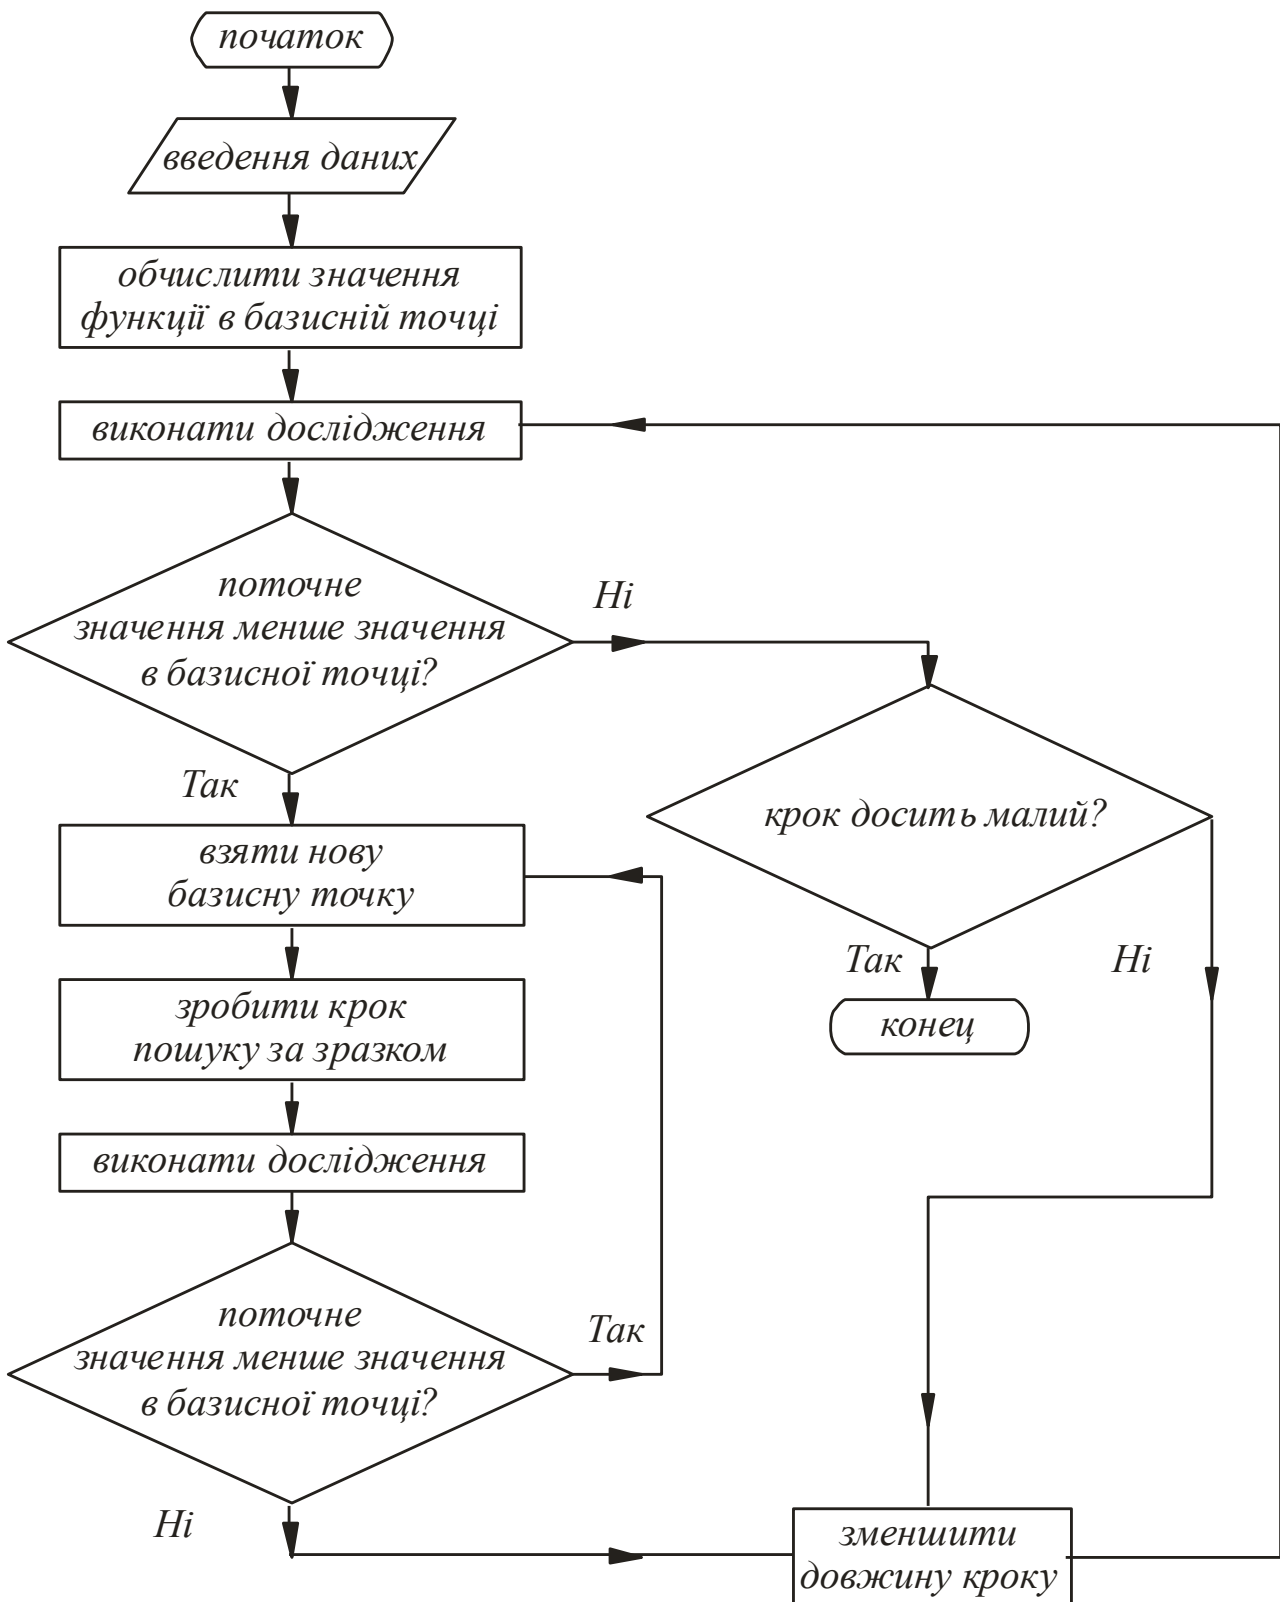 початок
введення даних
обчислити значення
функції в базисній точці
виконати дослідження
поточне
значення менше значення
в базисної точці?
Ні
Так
крок досить малий?
взяти нову
базисну точку
Так
Ні
зробити крок
пошуку за зразком
конец
виконати дослідження
поточне
значення менше значення
в базисної точці?
Так
Ні
зменшити
довжину кроку